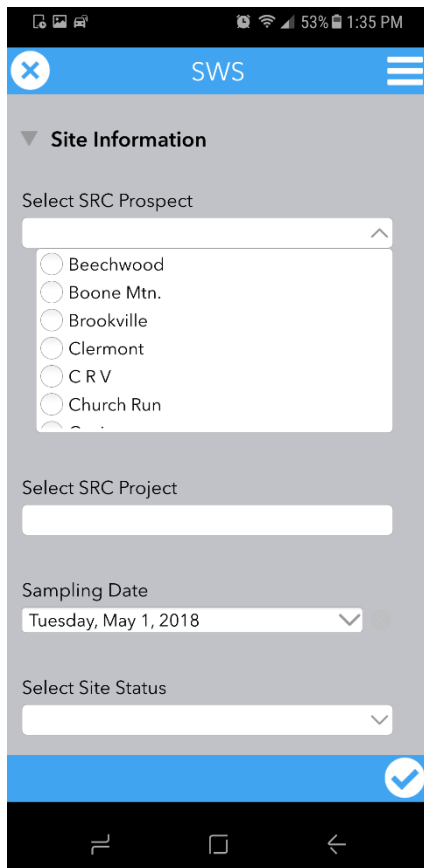 53% 1:35 PM
SWS
Site Information
Select SRC Prospect
Beechwood
Boone Mtn.
Brookville
Clermont
C R V
Church Run
Select SRC Project
Sampling Date
Tuesday, May 1, 2018
Select Site Status